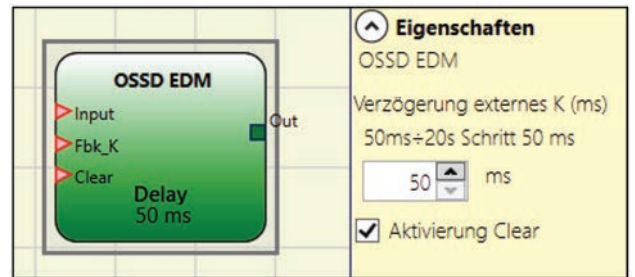 OSSD EDM
Input
Fbk_K
Clear
Out
Delay
50 ms
Eigenschaften
OSSD EDM
Verzögerung externes K (ms)
50ms÷20s Schritt 50 ms
50 ms
Aktivierung Clear